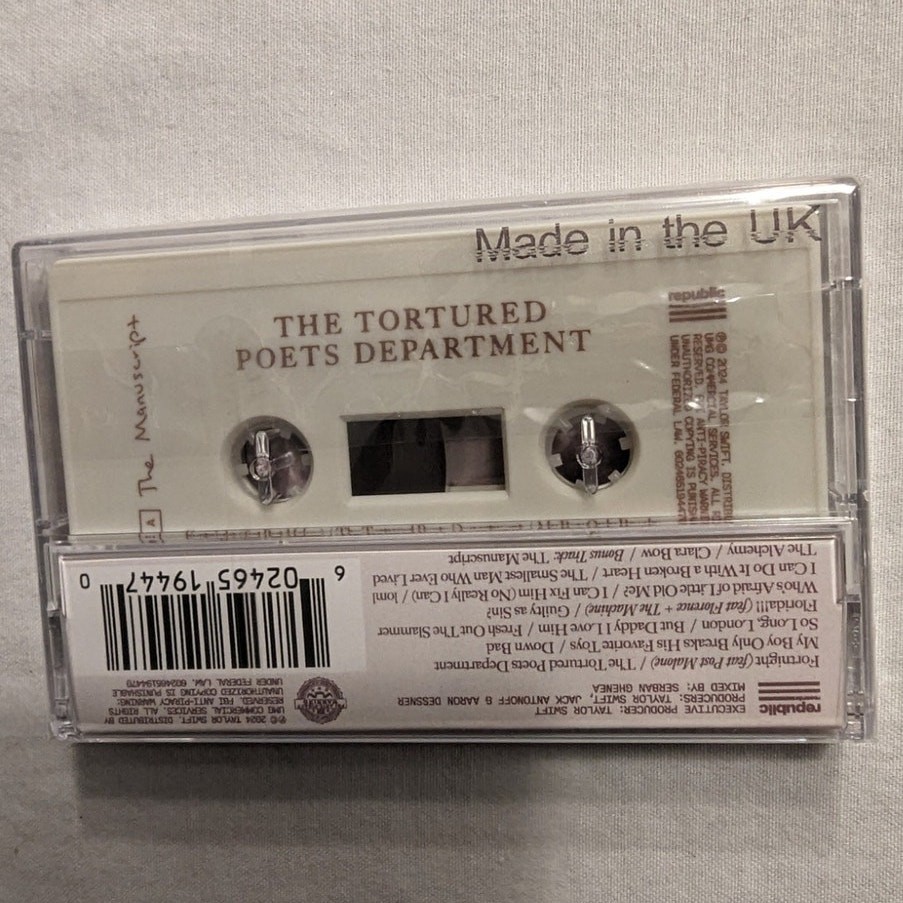 Made in the UK
THE TORTURED
POETS DEPARTMENT
The Manuscript
A
republic
℗© 2024 TAYLOR SWIFT. DISTRIB
UMG COMMERCIAL SERVICES. ALL
RESERVED. ANTI-PIRACY WARN
UNAUTHORIZED COPYING IS PUNIS
UNDER FEDERAL LAW.
republic
EXECUTIVE PRODUCER: TAYLOR SWIFT
PRODUCERS: TAYLOR SWIFT, JACK ANTONOFF & AARON DESSNER
MIXED BY: SERBAN GHENEA
Fortnight (feat Post Malone) / The Tortured Poets Department
My Boy Only Breaks His Favorite Toys / Down Bad
So Long, London / But Daddy I Love Him / Fresh Out The Slammer
Florida!!! (feat Florence + The Machine) / Guilty as Sin?
Who's Afraid of Little Old Me? / I Can Fix Him (No Really I Can) / loml
I Can Do It With a Broken Heart / The Smallest Man Who Ever Lived
The Alchemy / Clara Bow / Bonus Track: The Manuscript
℗© 2024 TAYLOR SWIFT. DISTRIBUTED BY
UMG COMMERCIAL SERVICES. ALL RIGHTS
RESERVED. FBI ANTI-PIRACY WARNING:
UNAUTHORIZED COPYING IS PUNISHABLE
UNDER FEDERAL LAW. 602465194470
6 02465 19447 0